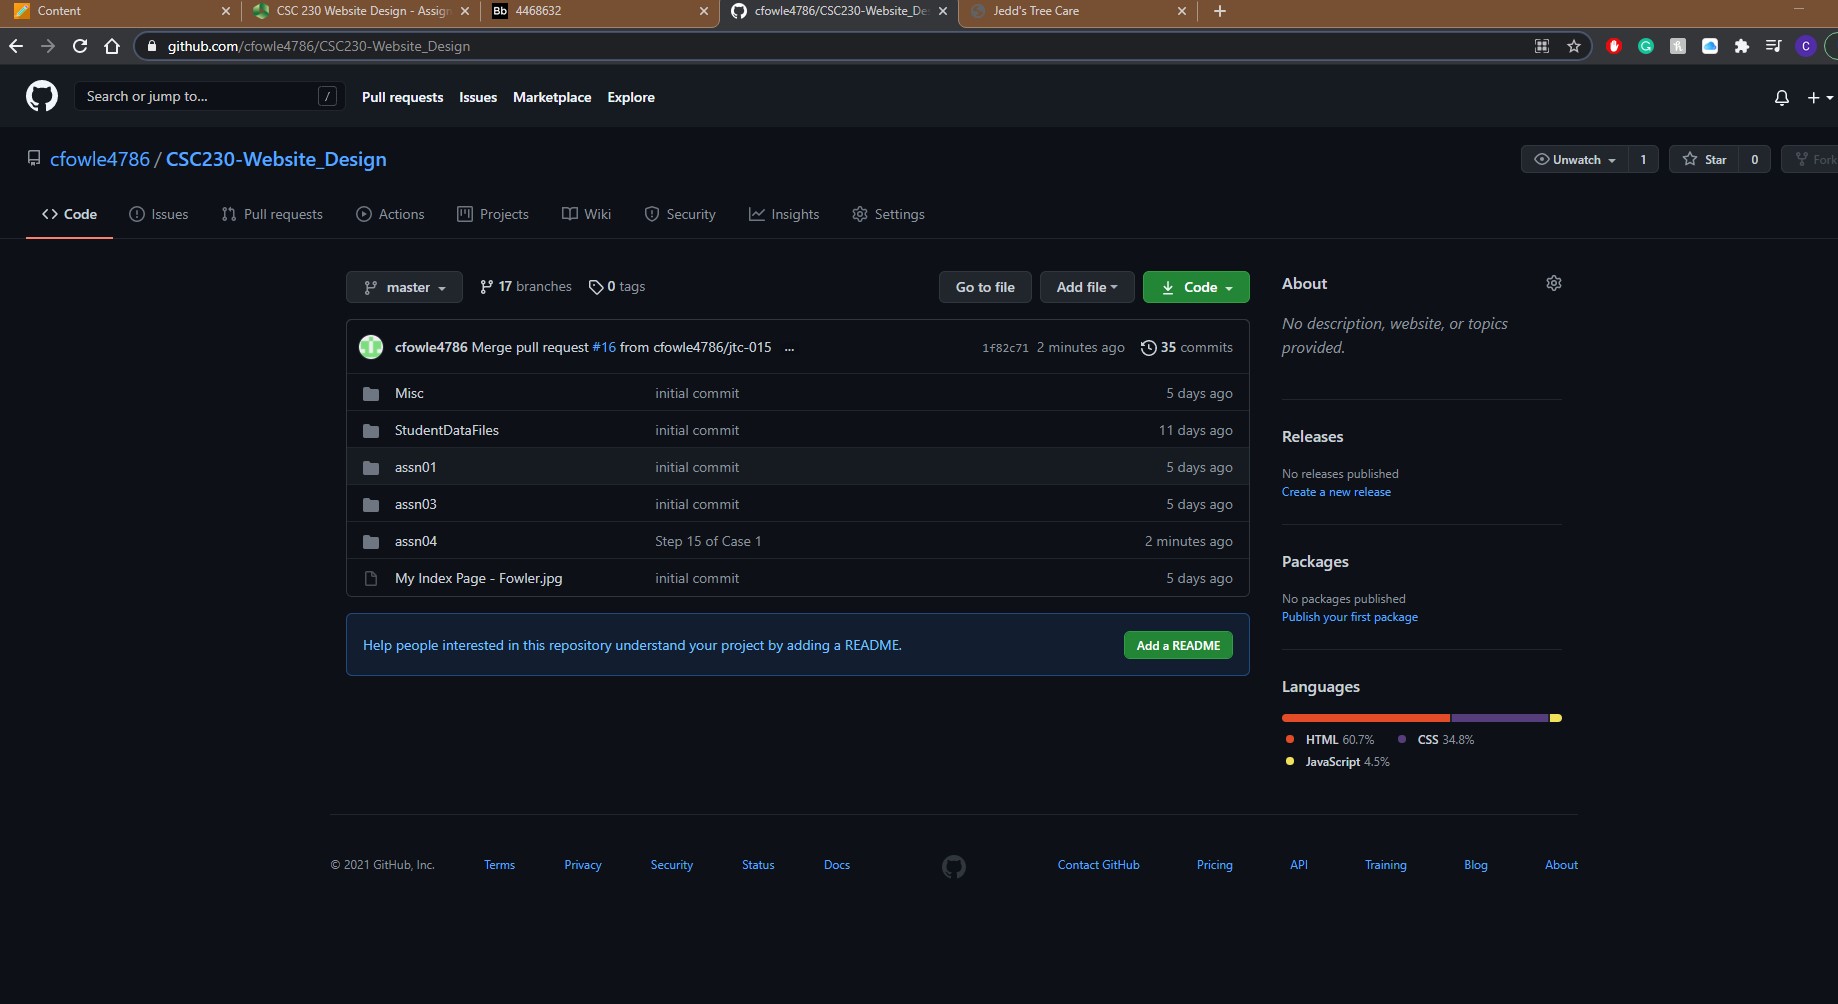 Content
CSC 230 Website Design - Assign
Bb 4468632
cfowle4786/CSC230-Website_De
Jedd's Tree Care
github.com/cfowle4786/CSC230-Website_Design
C
Search or jump to... /
Pull requests Issues Marketplace Explore
cfowle4786 / CSC230-Website_Design
Unwatch 1 Star 0 Fork
Code Issues Pull requests Actions Projects Wiki Security Insights Settings
master 17 branches 0 tags Go to file Add file Code
cfowle4786 Merge pull request #16 from cfowle4786/jtc-015 ... 1f82c71 2 minutes ago 35 commits
Misc initial commit 5 days ago
StudentDataFiles initial commit 11 days ago
assn01 initial commit 5 days ago
assn03 initial commit 5 days ago
assn04 Step 15 of Case 1 2 minutes ago
My Index Page - Fowler.jpg initial commit 5 days ago
Help people interested in this repository understand your project by adding a README. Add a README
About
No description, website, or topics
provided.
Releases
No releases published
Create a new release
Packages
No packages published
Publish your first package
Languages
HTML 60.7% CSS 34.8%
JavaScript 4.5%
© 2021 GitHub, Inc. Terms Privacy Security Status Docs Contact GitHub Pricing API Training Blog About